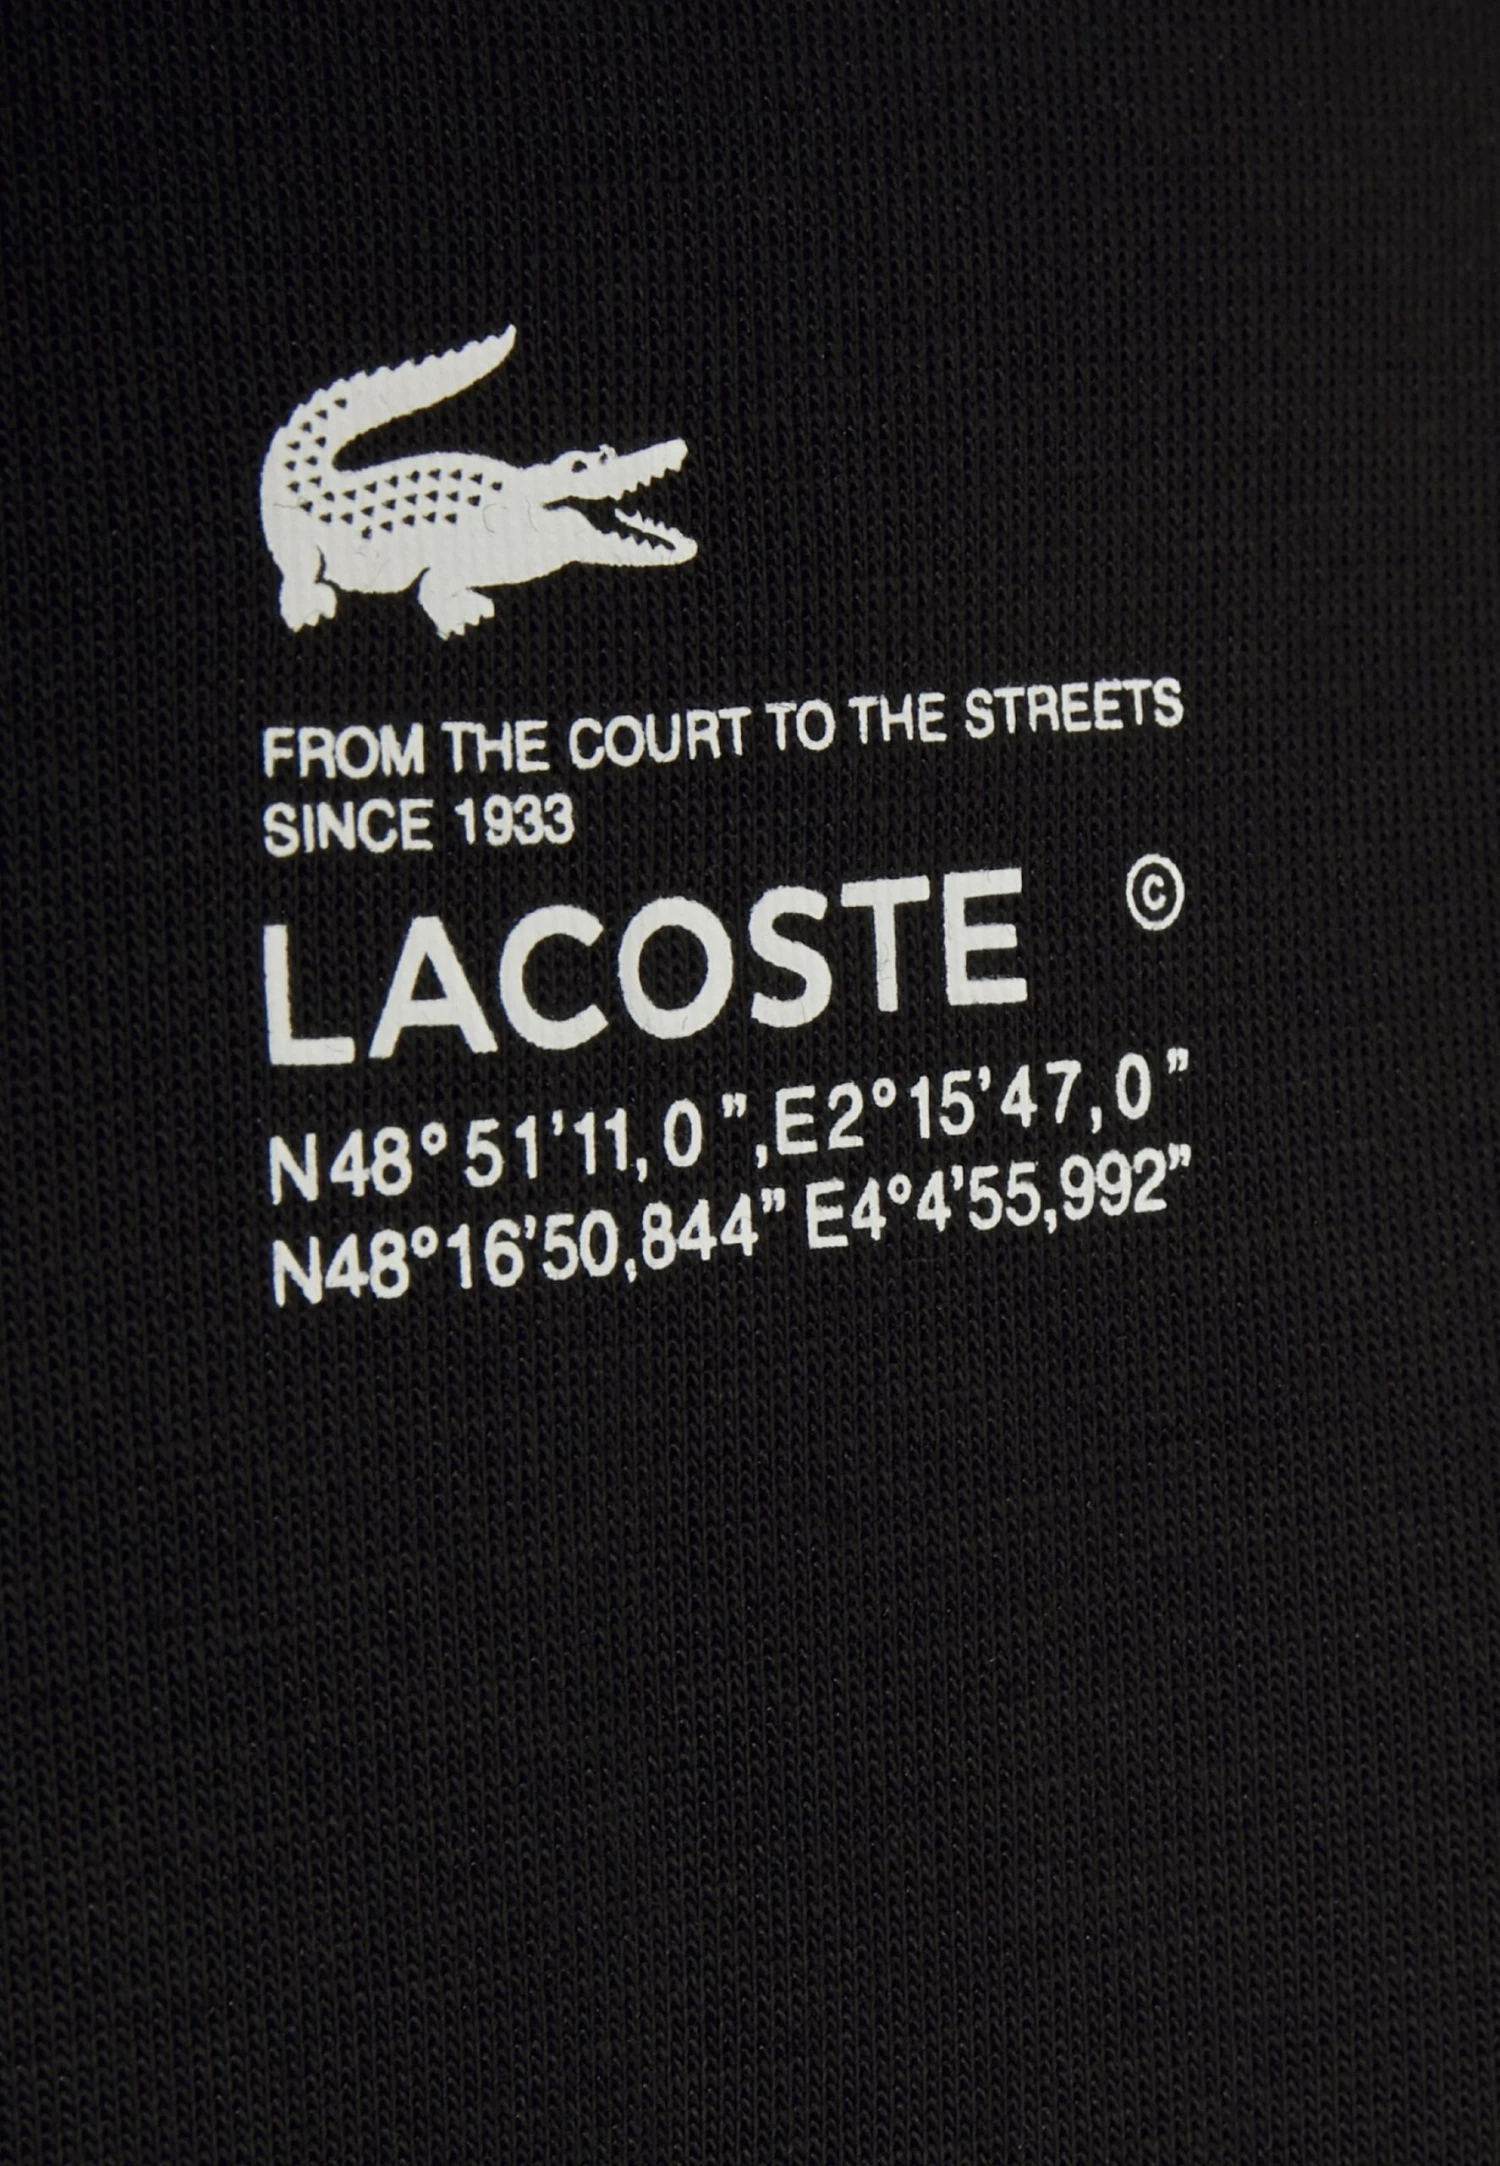 FROM THE COURT TO THE STREETS
SINCE 1933
LACOSTE ©
N48°51'11,0",E2°15'47,0"
N48°16'50,844" E4°4'55,992"